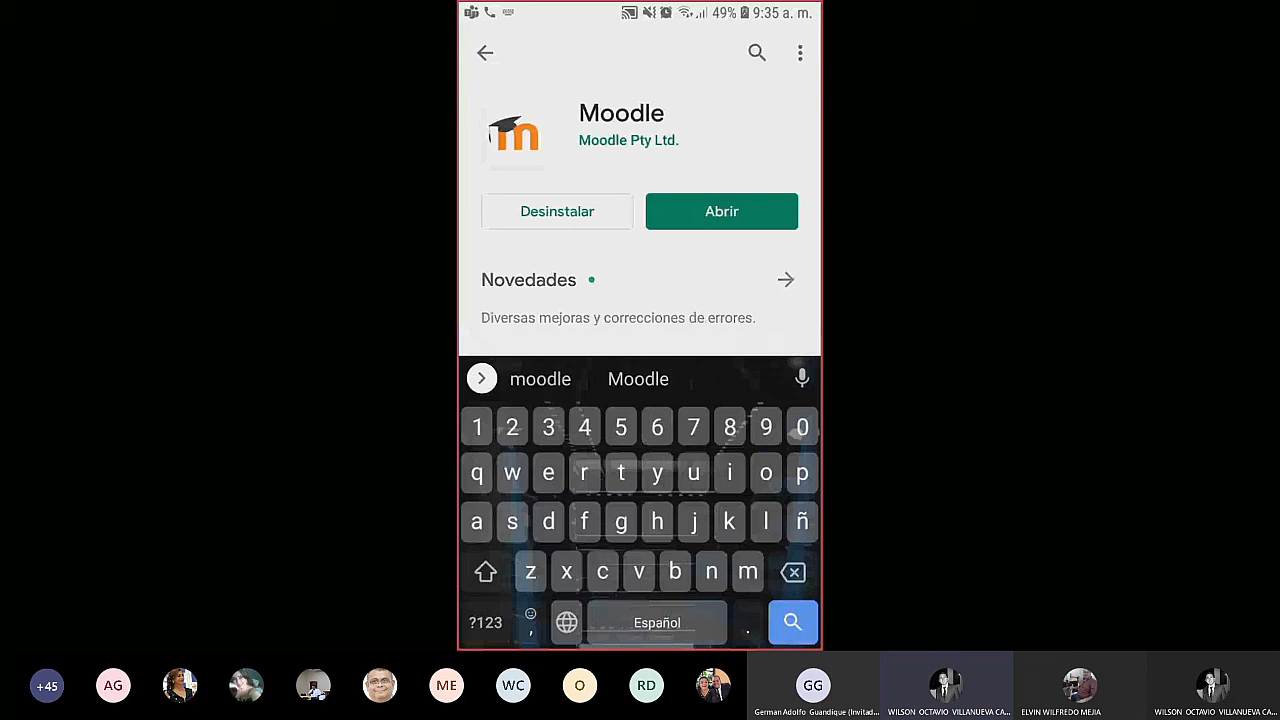 49% 9:35 a. m.
Moodle
Moodle Pty Ltd.
Desinstalar
Abrir
Novedades
Diversas mejoras y correcciones de errores.
moodle Moodle
1 2 3 4 5 6 7 8 9 0
q w e r t y u i o p
a s d f g h j k l ñ
z x c v b n m
?123 , Español .
+45 AG ME WC O RD GG
German Adolfo Guandique (Invitad...
WILSON OCTAVIO VILLANUEVA CA...
ELVIN WILFREDO MEJIA
WILSON OCTAVIO VILLANUEVA CA...